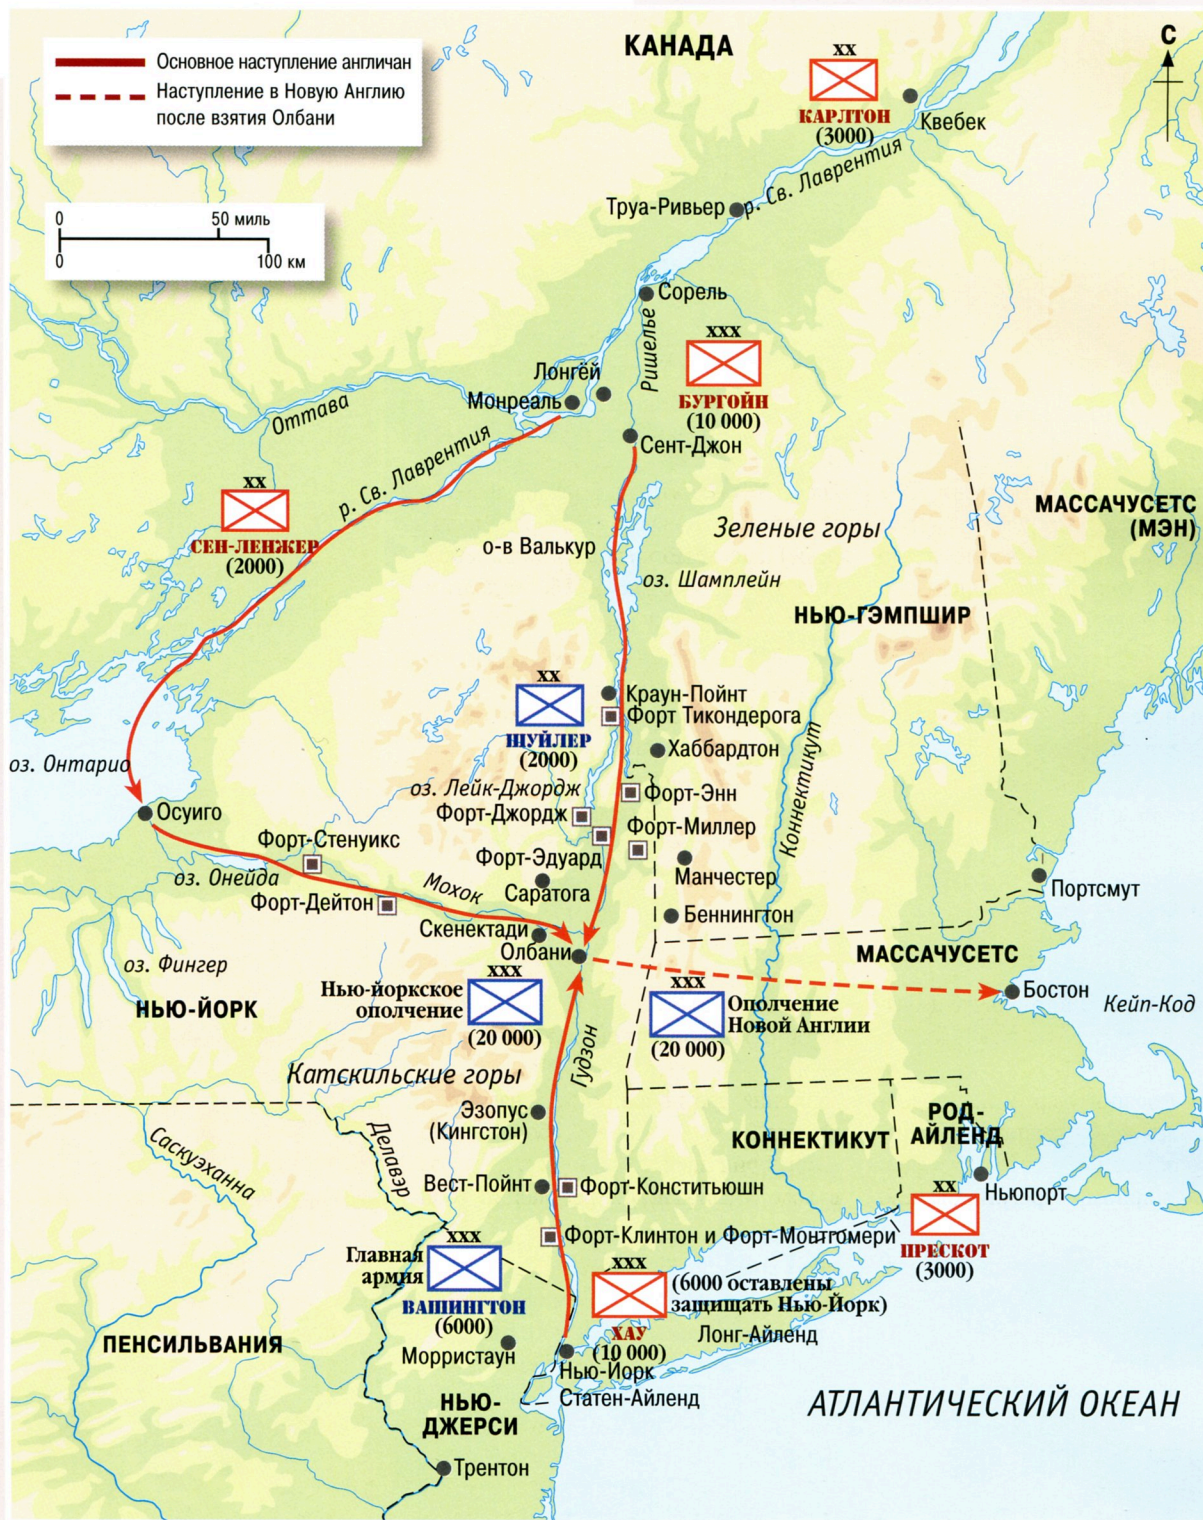 Основное наступление англичан
Наступление в Новую Англию
после взятия Олбани
0
50 миль
0
100 км
КАНАДА
С
XX
КАРЛТОН
(3000)
Квебек
р. Св. Лаврентия
Труа-Ривьер
Сорель
Ришелье
XXX
БУРГОЙН
(10 000)
Лонгёй
Монреаль
Оттава
р. Св. Лаврентия
Сент-Джон
XX
СЕН-ЛЕНЖЕР
(2000)
о-в Валькур
Зеленые горы
МАССАЧУСЕТС
(МЭН)
оз. Шамплейн
НЬЮ-ГЭМПШИР
XX
ЩУЙЛЕР
(2000)
Краун-Пойнт
Форт Тикондерога
Хаббардтон
Коннектикут
оз. Онтарио
оз. Лейк-Джордж
Форт-Энн
Форт-Джордж
Форт-Миллер
Осуиго
Форт-Стенуикс
Форт-Эдуард
Манчестер
оз. Онейда
Мохок
Саратога
Портсмут
Форт-Дейтон
Беннингтон
Скенектади
Олбани
МАССАЧУСЕТС
оз. Фингер
НЬЮ-ЙОРК
Нью-йоркское
ополчение
XXX
(20 000)
XXX
Ополчение
Новой Англии
(20 000)
Бостон
Кейп-Код
Гудзон
Катскильские горы
Эзопус
(Кингстон)
Делавэр
Саскуэханна
КОННЕКТИКУТ
РОД-
АЙЛЕНД
Вест-Пойнт
Форт-Конститьюшн
Ньюпорт
XX
ПРЕСКОТ
(3000)
Форт-Клинтон и Форт-Монтгомери
Главная
армия
XXX
ВАШИНГТОН
(6000)
XXX
(6000 оставлены
защищать Нью-Йорк)
ХАУ
(10 000)
Лонг-Айленд
ПЕНСИЛЬВАНИЯ
Морристаун
Нью-Йорк
Статен-Айленд
НЬЮ-
ДЖЕРСИ
АТЛАНТИЧЕСКИЙ ОКЕАН
Трентон